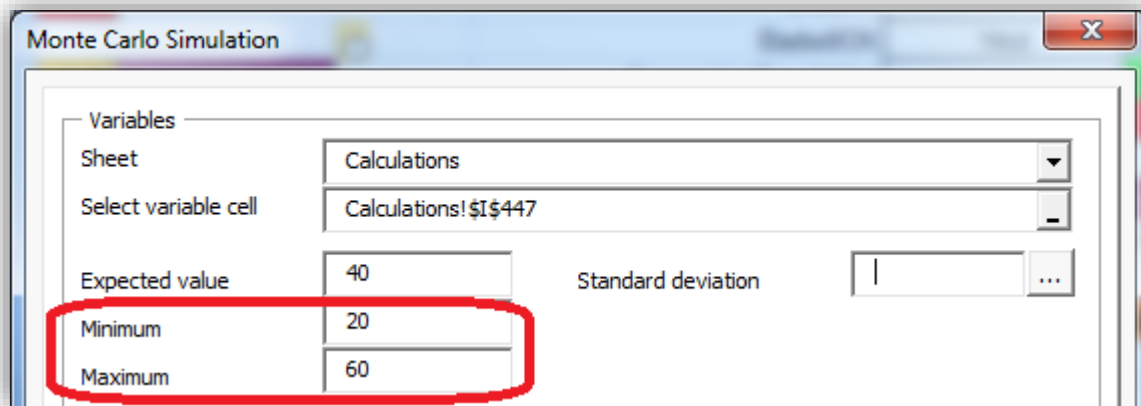 Monte Carlo Simulation
Variables
Sheet Calculations
Select variable cell Calculations!$I$447
Expected value 40 Standard deviation ...
Minimum 20
Maximum 60